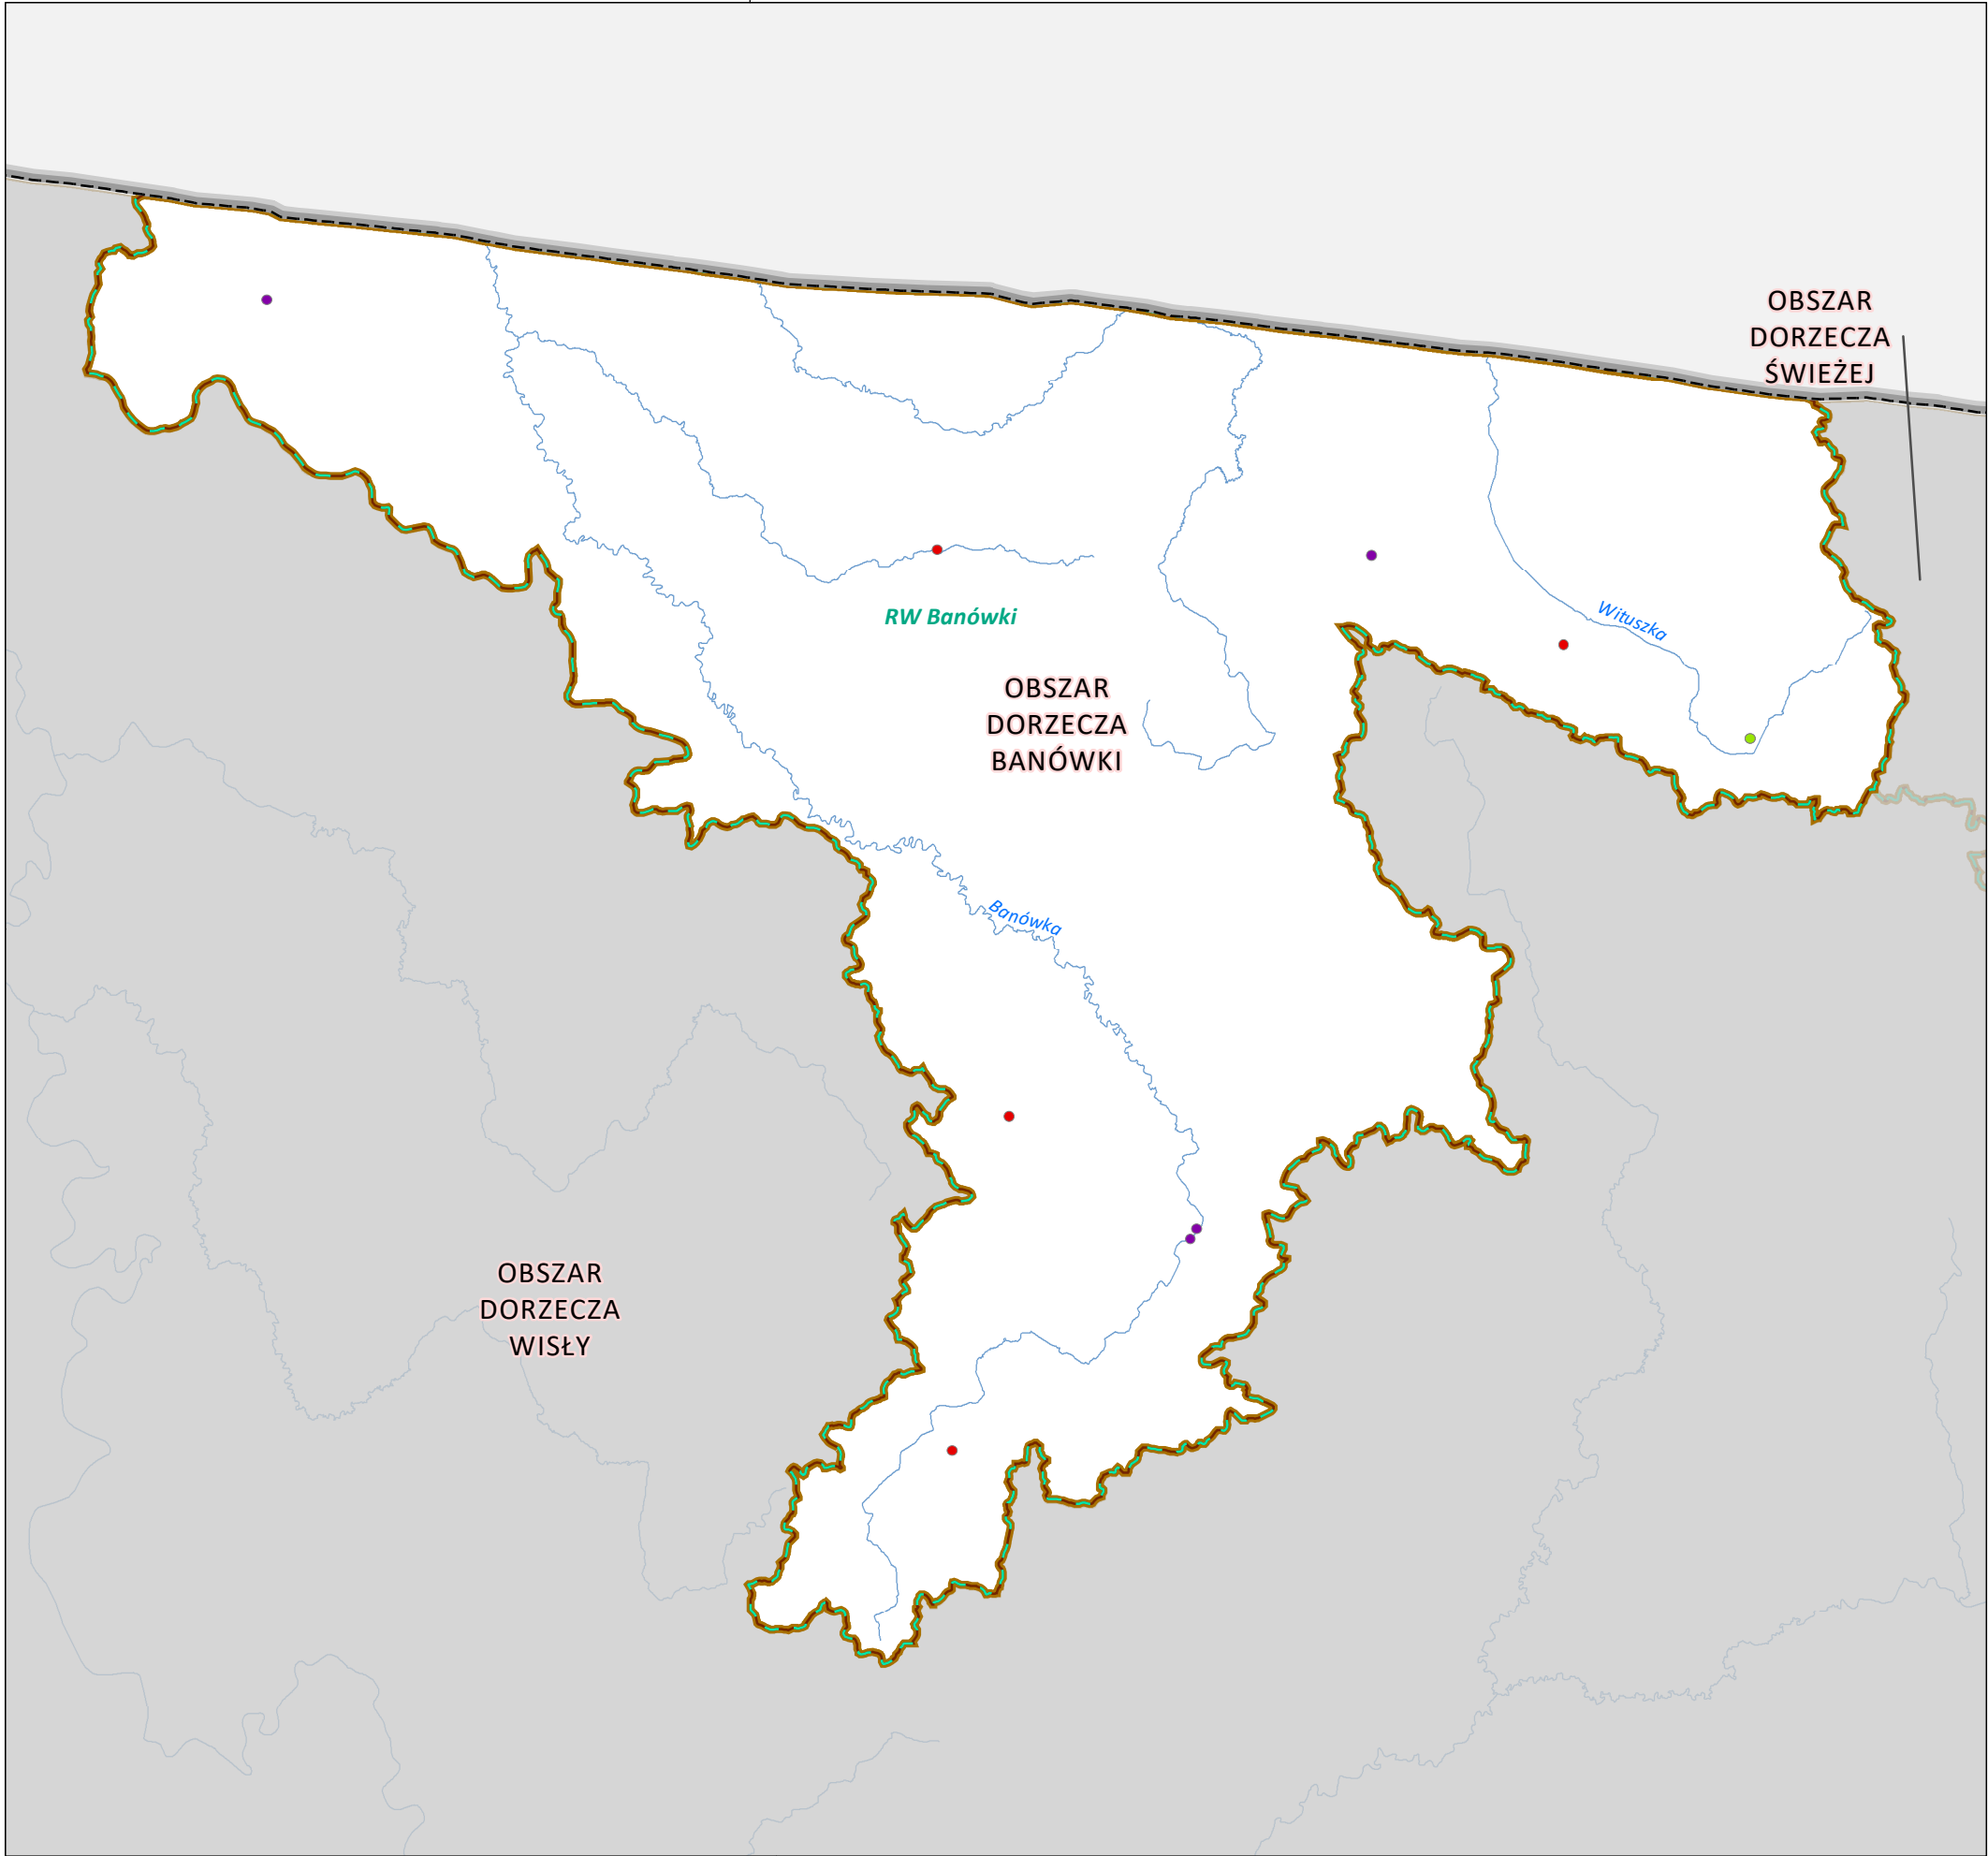 OBSZAR
DORZECZA
ŚWIEŻEJ
Wituszka
RW Banówki
OBSZAR
DORZECZA
BANÓWKI
Banówka
OBSZAR
DORZECZA
WISŁY